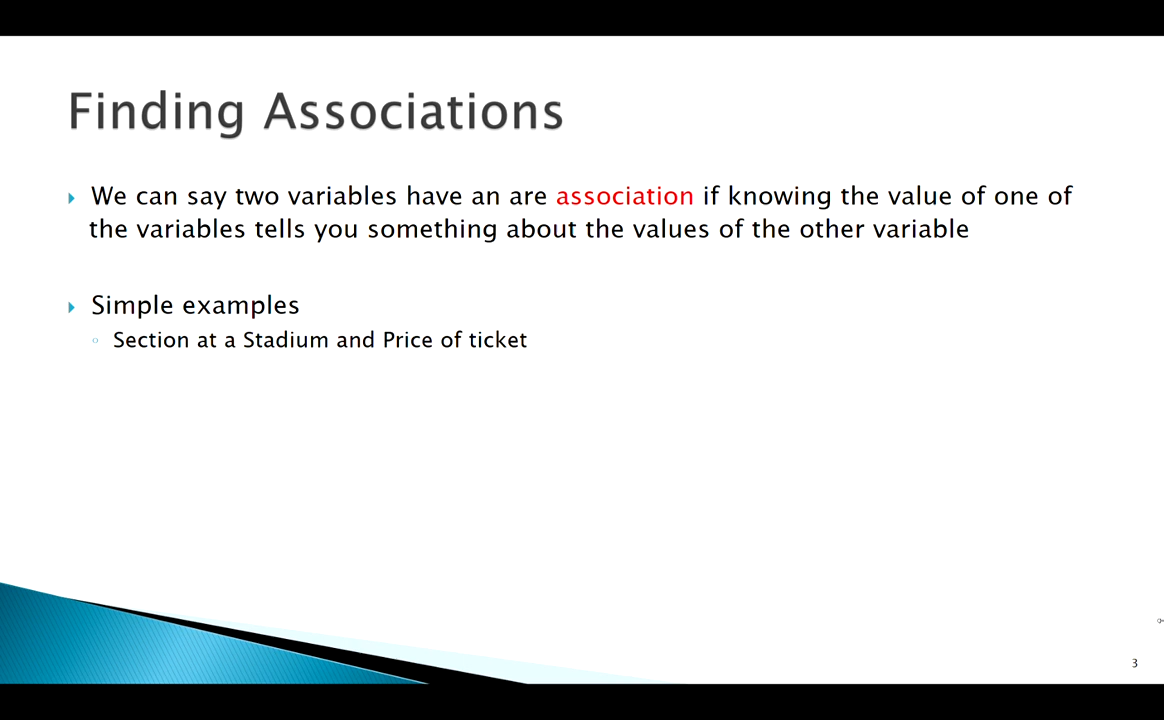 Finding Associations
We can say two variables have an are association if knowing the value of one of
the variables tells you something about the values of the other variable
Simple examples
Section at a Stadium and Price of ticket
3